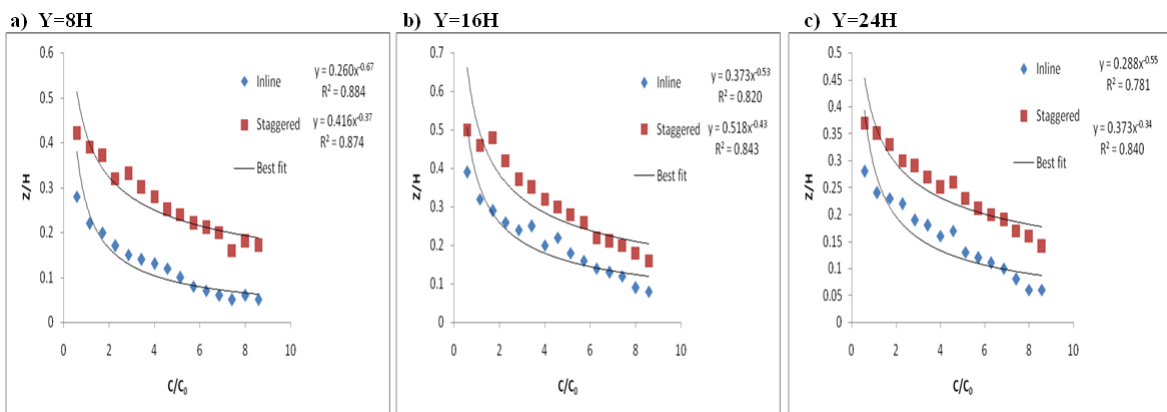 a) Y=8H
0.6
0.5
0.4
0.3
0.2
0.1
0
0 2 4 6 8 10
Z/H
C/C0
Inline
y = 0.260x^-0.67
R² = 0.884
Staggered
y = 0.416x^-0.37
R² = 0.874
Best fit
b) Y=16H
0.7
0.6
0.5
0.4
0.3
0.2
0.1
0
0 2 4 6 8 10
Z/H
C/C0
Inline
y = 0.373x^-0.53
R² = 0.820
Staggered
y = 0.518x^-0.43
R² = 0.843
Best fit
c) Y=24H
0.5
0.45
0.4
0.35
0.3
0.25
0.2
0.15
0.1
0.05
0
0 2 4 6 8 10
Z/H
C/C0
Inline
y = 0.288x^-0.55
R² = 0.781
Staggered
y = 0.373x^-0.34
R² = 0.840
Best fit